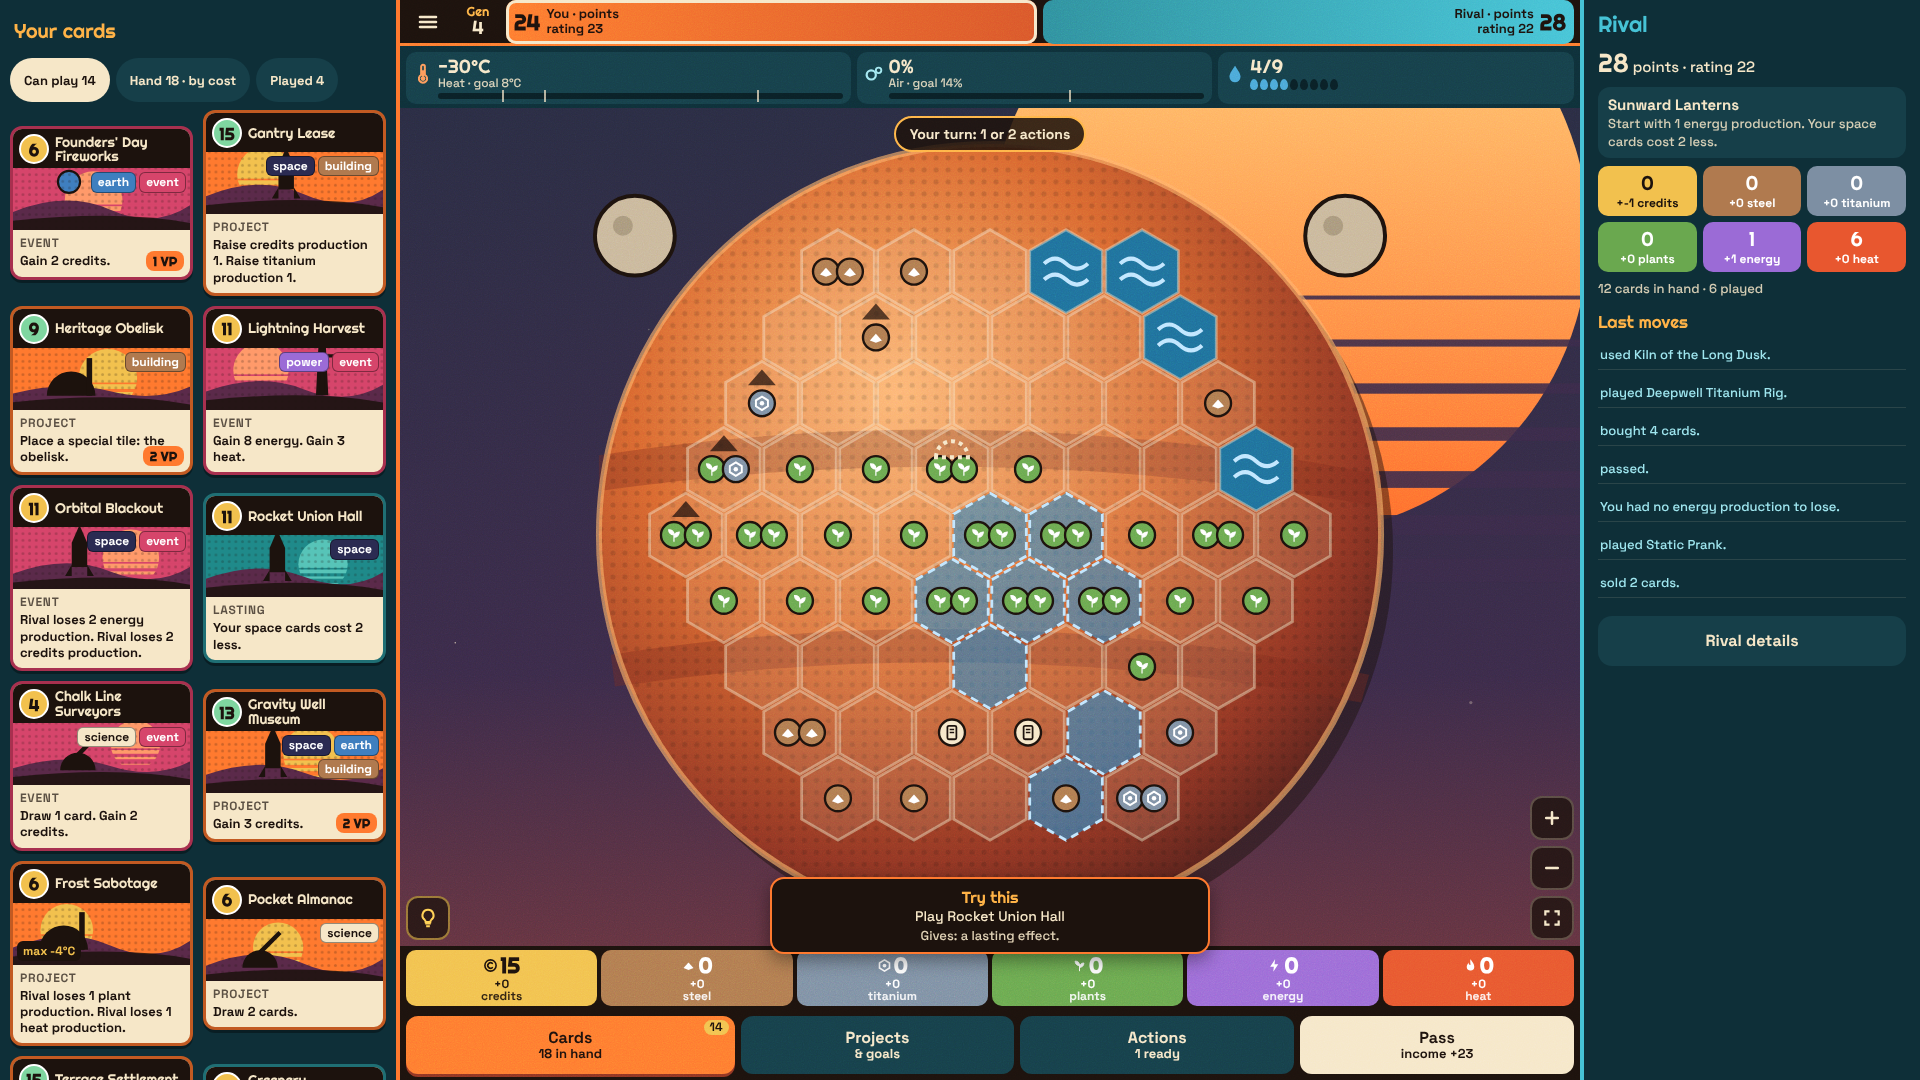 Your cards
Can play 14
Hand 18 · by cost
Played 4
6
Founders' Day
Fireworks
earth
event
EVENT
Gain 2 credits.
1 VP
15
Gantry Lease
space
building
PROJECT
Raise credits production
1. Raise titanium
production 1.
9
Heritage Obelisk
building
PROJECT
Place a special tile: the
obelisk.
2 VP
11
Lightning Harvest
power
event
EVENT
Gain 8 energy. Gain 3
heat.
11
Orbital Blackout
space
event
EVENT
Rival loses 2 energy
production. Rival loses 2
credits production.
11
Rocket Union Hall
space
LASTING
Your space cards cost 2
less.
4
Chalk Line
Surveyors
science
event
EVENT
Draw 1 card. Gain 2
credits.
13
Gravity Well
Museum
space
earth
building
PROJECT
Gain 3 credits.
2 VP
6
Frost Sabotage
max -4°C
PROJECT
Rival loses 1 plant
production. Rival loses 1
heat production.
6
Pocket Almanac
science
PROJECT
Draw 2 cards.
15
Terrace Settlement
Gen
4
24
You · points
rating 23
Rival · points
rating 22
28
-30°C
Heat · goal 8°C
0%
Air · goal 14%
4/9
Your turn: 1 or 2 actions
Try this
Play Rocket Union Hall
Gives: a lasting effect.
15
+0
credits
0
+0
steel
0
+0
titanium
0
+0
plants
0
+0
energy
0
+0
heat
Cards
18 in hand
14
Projects
& goals
Actions
1 ready
Pass
income +23
Rival
28 points · rating 22
Sunward Lanterns
Start with 1 energy production. Your space
cards cost 2 less.
0
+-1 credits
0
+0 steel
0
+0 titanium
0
+0 plants
1
+1 energy
6
+0 heat
12 cards in hand · 6 played
Last moves
used Kiln of the Long Dusk.
played Deepwell Titanium Rig.
bought 4 cards.
passed.
You had no energy production to lose.
played Static Prank.
sold 2 cards.
Rival details